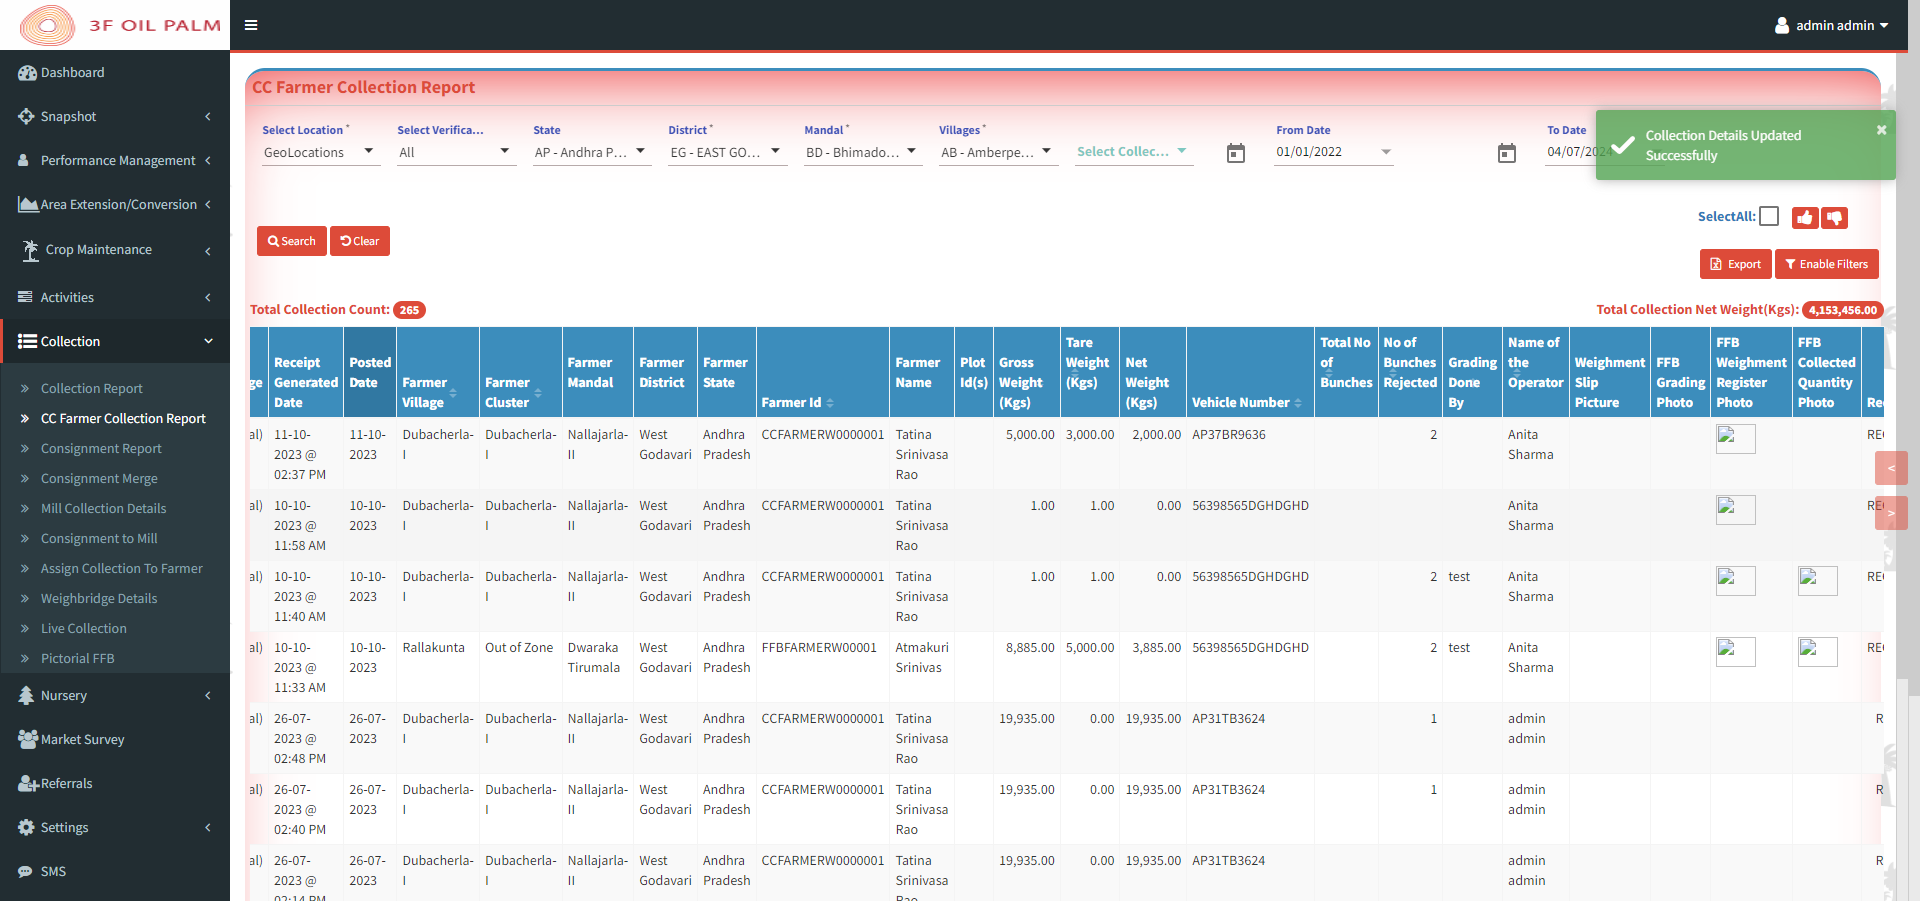 3F OIL PALM
admin admin
Dashboard
Snapshot
Performance Management
Area Extension/Conversion
Crop Maintenance
Activities
Collection
Collection Report
CC Farmer Collection Report
Consignment Report
Consignment Merge
Mill Collection Details
Consignment to Mill
Assign Collection To Farmer
Weighbridge Details
Live Collection
Pictorial FFB
Nursery
Market Survey
Referrals
Settings
SMS
CC Farmer Collection Report
Select Location * Select Verifica... State District * Mandal * Villages * From Date To Date
GeoLocations All AP - Andhra P... EG - EAST GO... BD - Bhimado... AB - Amberpe... Select Collec... 01/01/2022 04/07/2024
Collection Details Updated
Successfully
×
SelectAll:
Search Clear
Export Enable Filters
Total Collection Count: 265 Total Collection Net Weight(Kgs): 4,153,456.00
ge
Receipt
Generated
Date
Posted
Date
Farmer
Village
Farmer
Cluster
Farmer
Mandal
Farmer
District
Farmer
State
Farmer Id
Farmer
Name
Plot
Id(s)
Gross
Weight
(Kgs)
Tare
Weight
(Kgs)
Net
Weight
(Kgs)
Vehicle Number
Total No
of
Bunches
No of
Bunches
Rejected
Grading
Done
By
Name of
the
Operator
Weighment
Slip
Picture
FFB
Grading
Photo
FFB
Weighment
Register
Photo
FFB
Collected
Quantity
Photo
Re
al) 11-10- 11-10- Dubacherla- Dubacherla- Nallajarla- West Andhra CCFARMERW0000001 Tatina 5,000.00 3,000.00 2,000.00 AP37BR9636 2 Anita RE
2023 @ 2023 I I II Godavari Pradesh Srinivasa Sharma
02:37 PM Rao
al) 10-10- 10-10- Dubacherla- Dubacherla- Nallajarla- West Andhra CCFARMERW0000001 Tatina 1.00 1.00 0.00 56398565DGHDGHD Anita RE
2023 @ 2023 I I II Godavari Pradesh Srinivasa Sharma
11:58 AM Rao
al) 10-10- 10-10- Dubacherla- Dubacherla- Nallajarla- West Andhra CCFARMERW0000001 Tatina 1.00 1.00 0.00 56398565DGHDGHD 2 test Anita RE
2023 @ 2023 I I II Godavari Pradesh Srinivasa Sharma
11:40 AM Rao
al) 10-10- 10-10- Rallakunta Out of Zone Dwaraka West Andhra FFBFARMERW00001 Atmakuri 8,885.00 5,000.00 3,885.00 56398565DGHDGHD 2 test Anita RE
2023 @ 2023 Tirumala Godavari Pradesh Srinivas Sharma
11:33 AM
al) 26-07- 26-07- Dubacherla- Dubacherla- Nallajarla- West Andhra CCFARMERW0000001 Tatina 19,935.00 0.00 19,935.00 AP31TB3624 1 admin R
2023 @ 2023 I I II Godavari Pradesh Srinivasa admin
02:48 PM Rao
al) 26-07- 26-07- Dubacherla- Dubacherla- Nallajarla- West Andhra CCFARMERW0000001 Tatina 19,935.00 0.00 19,935.00 AP31TB3624 1 admin R
2023 @ 2023 I I II Godavari Pradesh Srinivasa admin
02:40 PM Rao
al) 26-07- 26-07- Dubacherla- Dubacherla- Nallajarla- West Andhra CCFARMERW0000001 Tatina 19,935.00 0.00 19,935.00 AP31TB3624 admin R
2023 @ 2023 I I II Godavari Pradesh Srinivasa admin
02:14 PM Rao
<
>